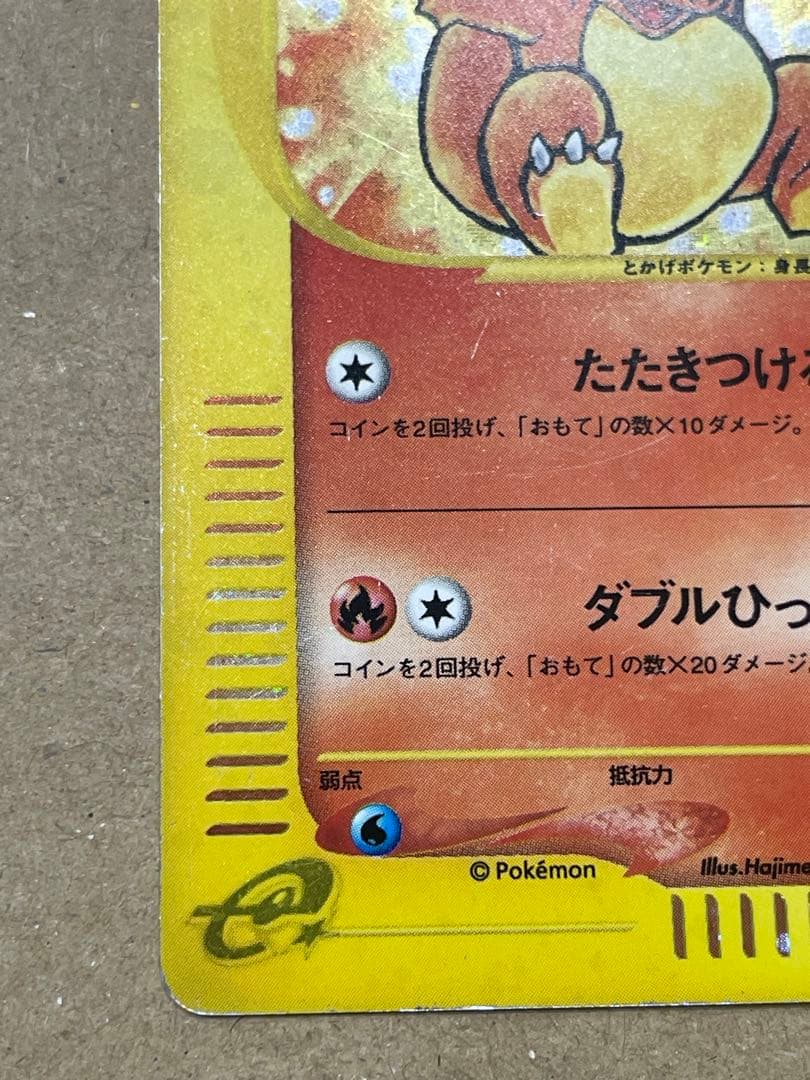 とかげポケモン：身長
たたきつける
コインを2回投げ、「おもて」の数×10ダメージ。
ダブルひっ
コインを2回投げ、「おもて」の数×20ダメージ
弱点 抵抗力
© Pokémon Illus.Hajime
e